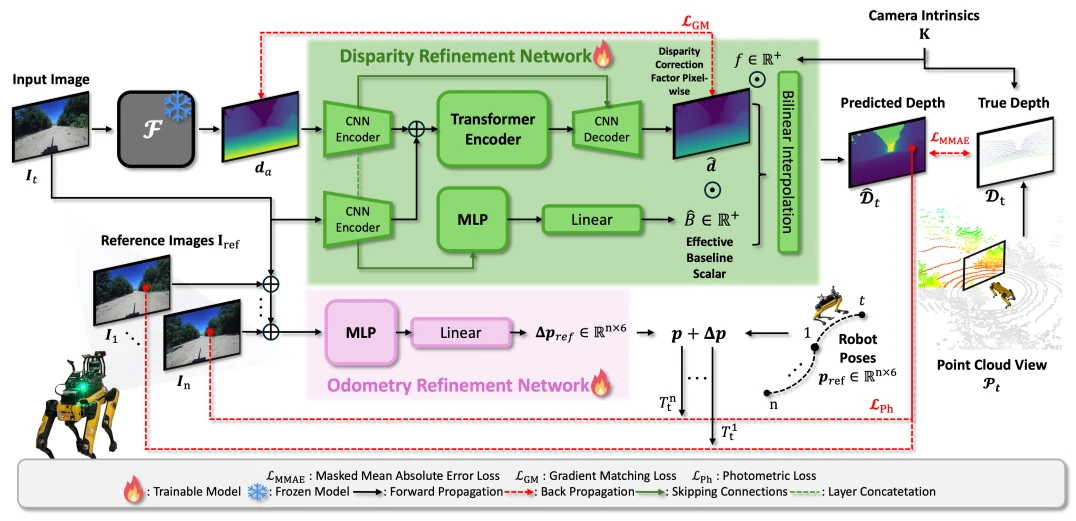 Input Image
I_t
𝓕
d_a
ℒ_GM
Disparity Refinement Network
CNN Encoder
CNN Encoder
Transformer Encoder
CNN Decoder
MLP
Linear
Disparity Correction Factor Pixel-wise
d̂
B̂ ∈ ℝ⁺
Effective Baseline Scalar
f ∈ ℝ⁺
Bilinear Interpolation
Camera Intrinsics
K
Predicted Depth
D̂_t
ℒ_MMAE
True Depth
D_t
Reference Images I_ref
I_1
I_n
MLP
Linear
Δp_ref ∈ ℝ^{n×6}
Odometry Refinement Network
p + Δp
T_t^n
T_t^1
t
1
n
Robot Poses
p_ref ∈ ℝ^{n×6}
ℒ_Ph
Point Cloud View
𝒫_t
ℒ_MMAE : Masked Mean Absolute Error Loss ℒ_GM : Gradient Matching Loss ℒ_Ph : Photometric Loss
: Trainable Model : Frozen Model : Forward Propagation : Back Propagation : Skipping Connections : Layer Concatetation